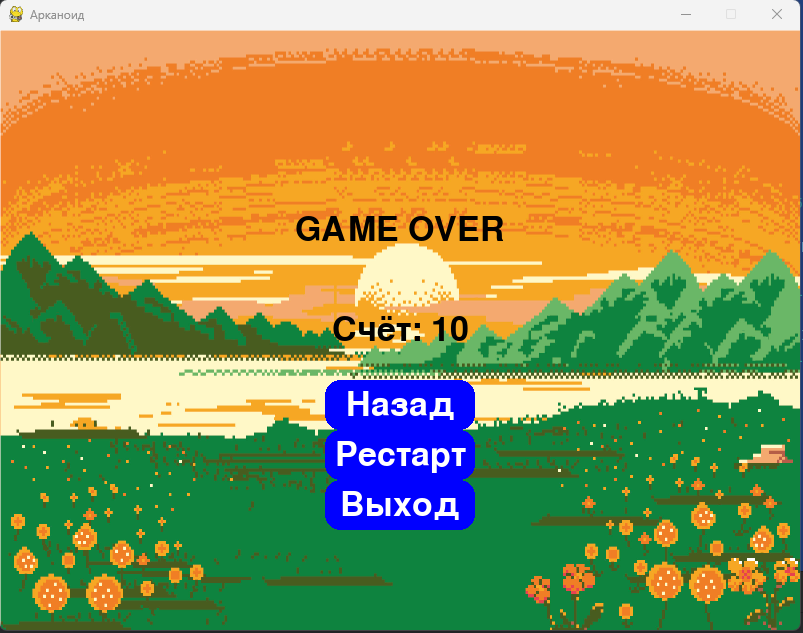 Арканоид
GAME OVER
Счёт: 10
Назад
Рестарт
Выход